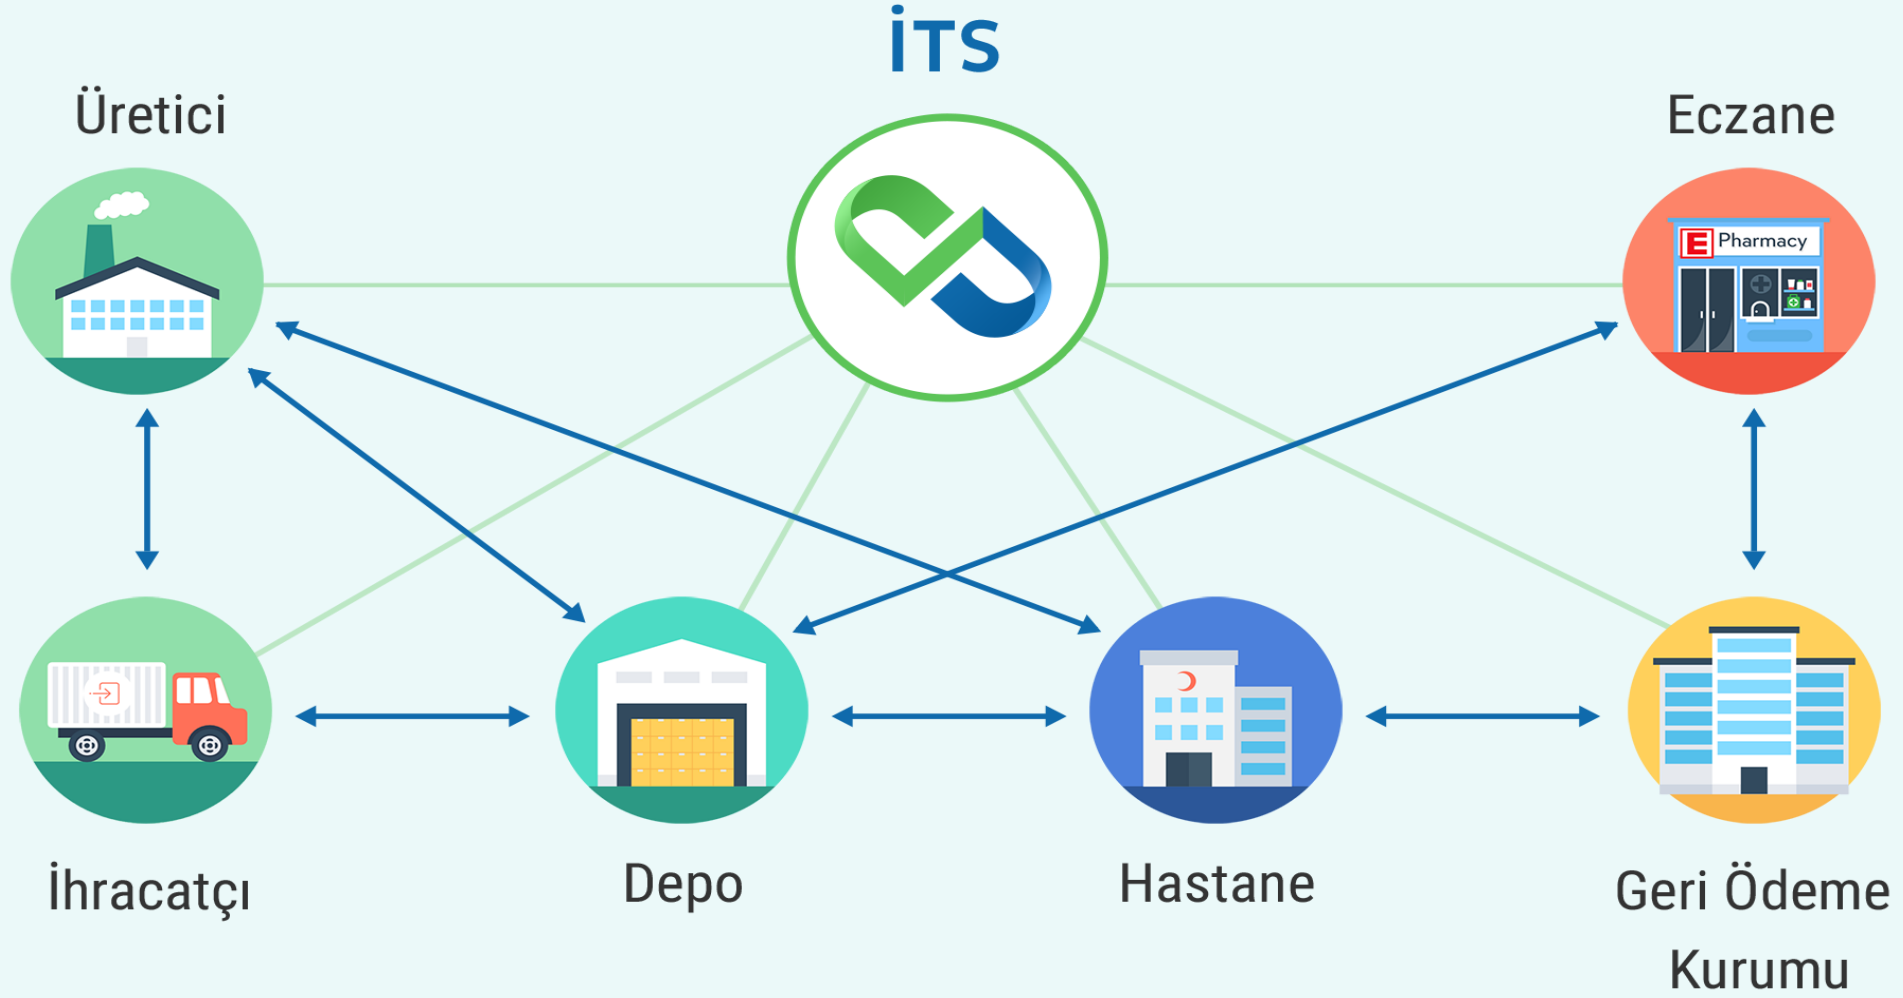 İTS
Üretici
Eczane
E Pharmacy
İhracatçı
Depo
Hastane
Geri Ödeme
Kurumu